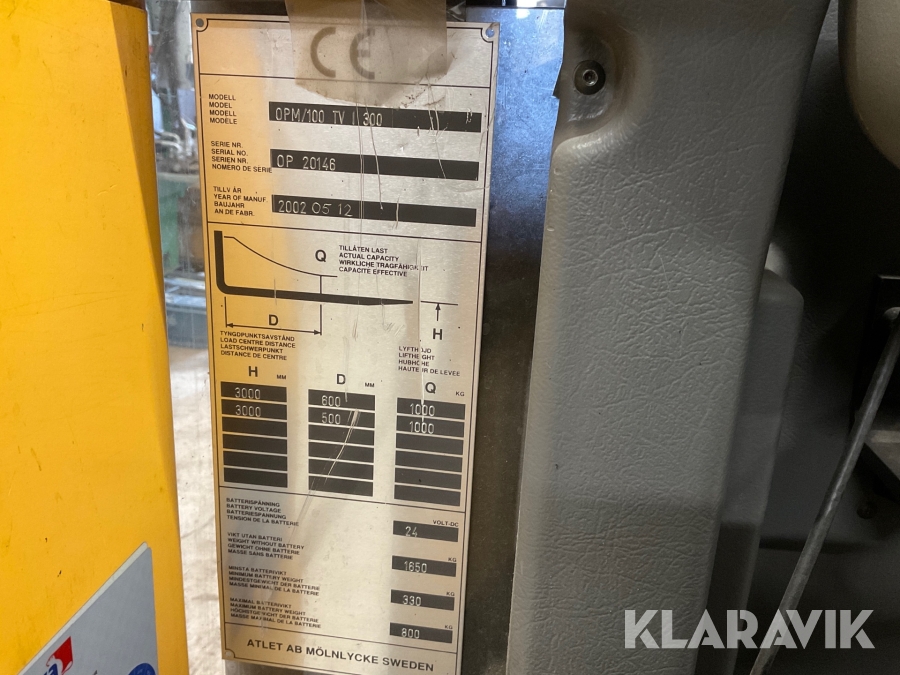 CE
MODELL
MODEL
MODELL
MODELE
OPM/100 TV 300
SERIE NR.
SERIAL NO.
SERIEN NR.
NOMERO DE SERIE
OP 20146
TILLV ÅR
YEAR OF MANUF.
BAUJAHR
AN DE FABR.
2002 05 12
Q
TILLÅTEN LAST
ACTUAL CAPACITY
WIRKLICHE TRAGFÄHIGKEIT
CAPACITE EFFECTIVE
D
H
TYNGDPUNKTSAVSTÅND
LOAD CENTRE DISTANCE
LASTSCHWERPUNKT
DISTANCE DE CENTRE
LYFTHÖJD
LIFTHEIGHT
HUBHÖHE
HAUTEUR DE LEVEE
H MM D MM Q KG
3000 600 1000
3000 500 1000
BATTERISPÄNNING
BATTERY VOLTAGE
BATTERIESPANNUNG
TENSION DE LA BATTERIE
VOLT-DC
24
VIKT UTAN BATTERI
WEIGHT WITHOUT BATTERY
GEWICHT OHNE BATTERIE
MASSE SANS BATTERIE
KG
1650
MINSTA BATTERIVIKT
MINIMUM BATTERY WEIGHT
MINDESTGEWICHT DER BATTERIE
MASSE MINIMAL DE LA BATTERIE
KG
330
MAXIMAL BATTERIVIKT
MAXIMUM BATTERY WEIGHT
HÖCHSTGEWICHT DER BATTERIE
MASSE MAXIMAL DE LA BATTERIE
KG
800
ATLET AB MÖLNLYCKE SWEDEN
KLARAVIK